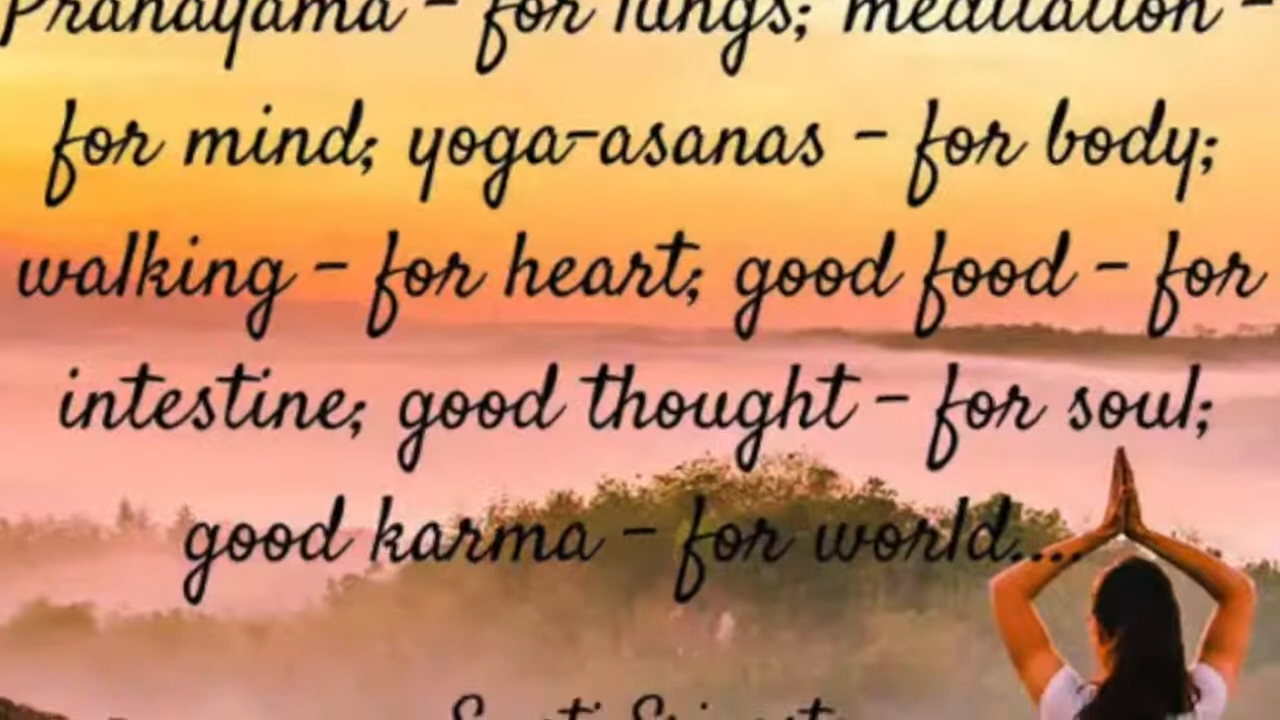 Pranayama - for lungs; meditation -
for mind; yoga-asanas - for body;
walking - for heart; good food - for
intestine; good thought - for soul;
good karma - for world....